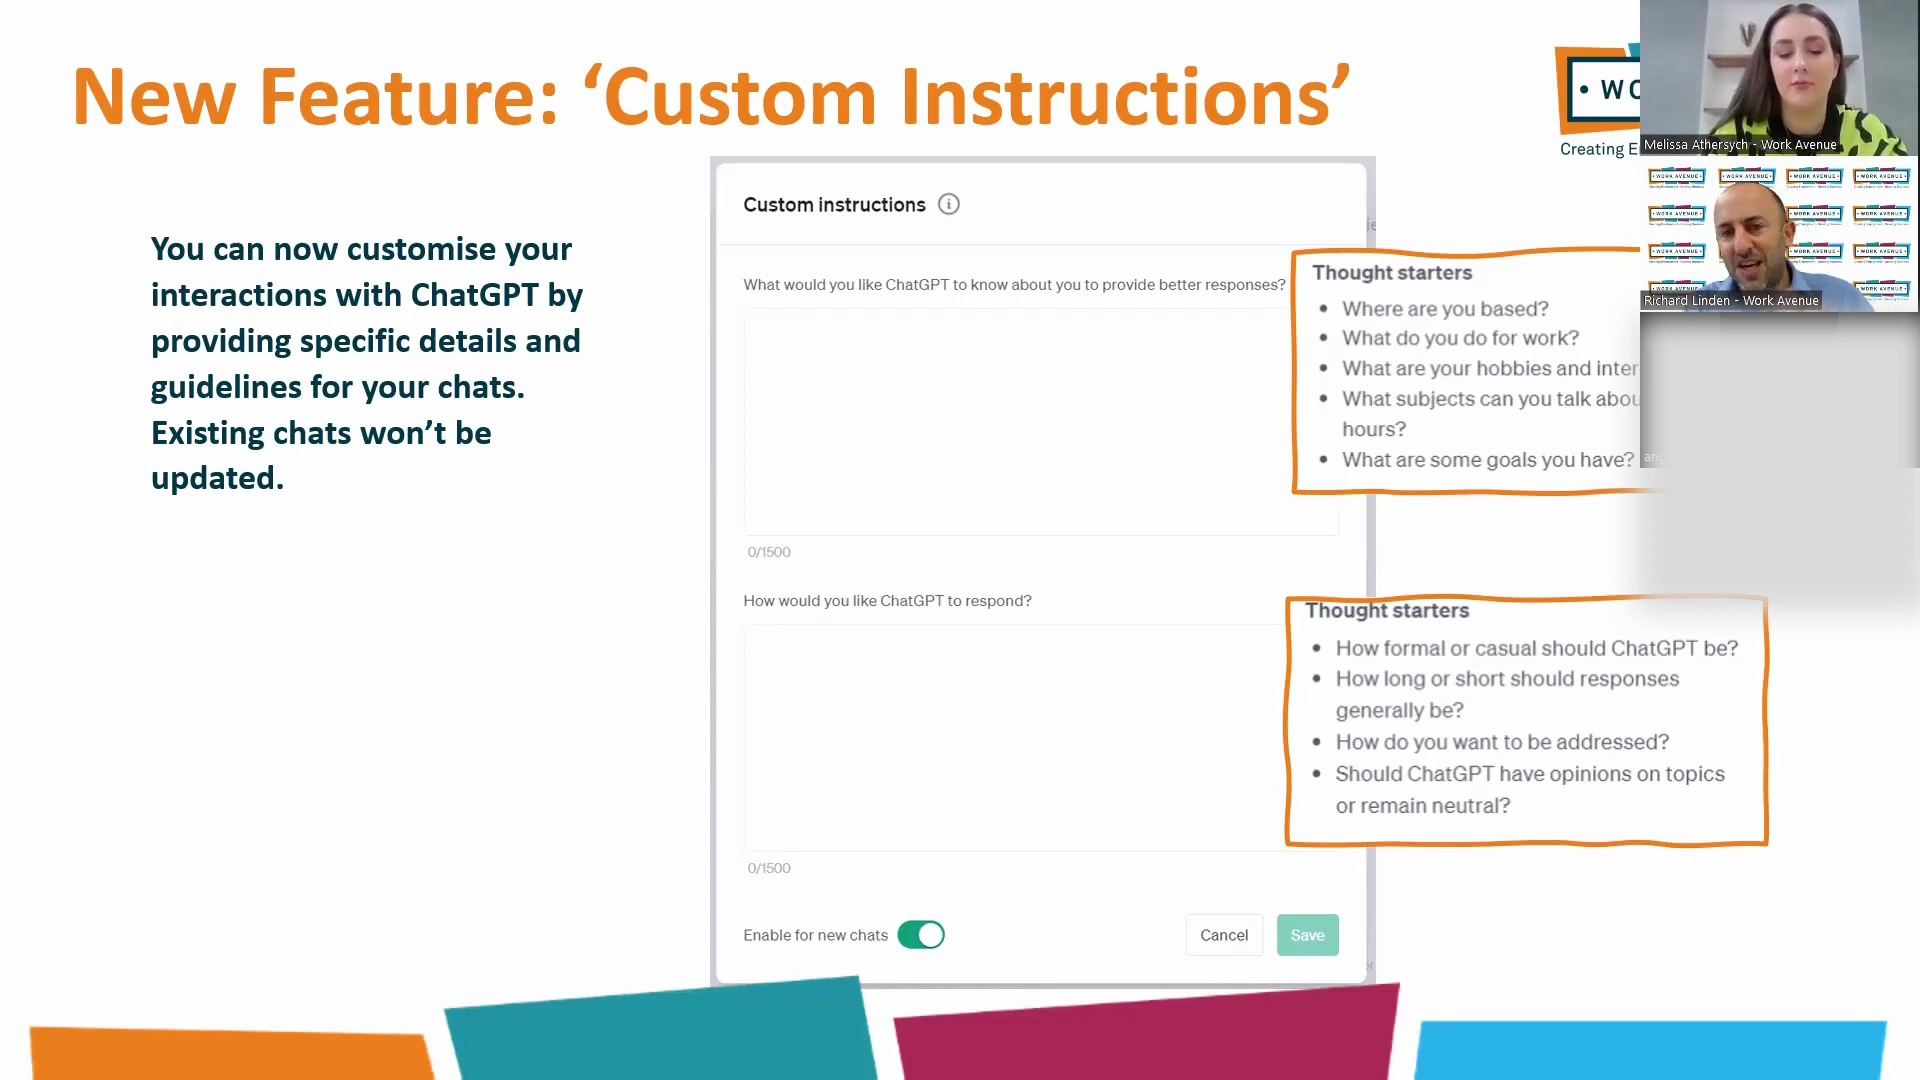 New Feature: ‘Custom Instructions’
You can now customise your
interactions with ChatGPT by
providing specific details and
guidelines for your chats.
Existing chats won’t be
updated.
Custom instructions
What would you like ChatGPT to know about you to provide better responses?
0/1500
How would you like ChatGPT to respond?
0/1500
Enable for new chats
Cancel
Save
Thought starters
• Where are you based?
• What do you do for work?
• What are your hobbies and
• What subjects can you talk
hours?
• What are some goals you have?
Thought starters
• How formal or casual should ChatGPT be?
• How long or short should responses
generally be?
• How do you want to be addressed?
• Should ChatGPT have opinions on topics
or remain neutral?
Creating
Melissa Athersych - Work Avenue
WORK AVENUE
Richard Linden - Work Avenue